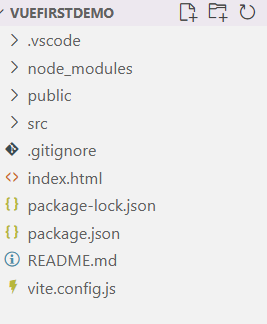 VUEFIRSTDEMO
.vscode
node_modules
public
src
.gitignore
index.html
package-lock.json
package.json
README.md
vite.config.js